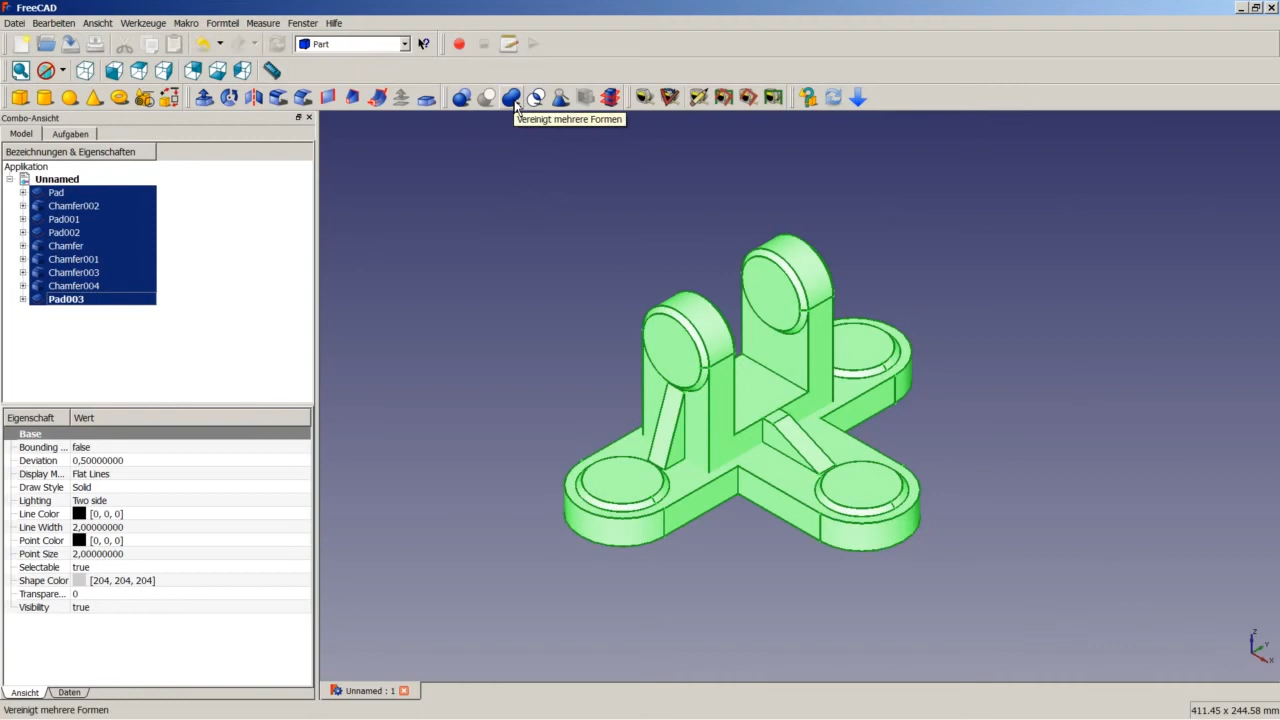 FreeCAD
Datei Bearbeiten Ansicht Werkzeuge Makro Formteil Measure Fenster Hilfe
Part
Vereinigt mehrere Formen
Combo-Ansicht
Model Aufgaben
Bezeichnungen & Eigenschaften
Applikation
Unnamed
Pad
Chamfer002
Pad001
Pad002
Chamfer
Chamfer001
Chamfer003
Chamfer004
Pad003
Eigenschaft Wert
Base
Bounding ... false
Deviation 0,50000000
Display M... Flat Lines
Draw Style Solid
Lighting Two side
Line Color [0, 0, 0]
Line Width 2,00000000
Point Color [0, 0, 0]
Point Size 2,00000000
Selectable true
Shape Color [204, 204, 204]
Transpare... 0
Visibility true
Z
Y
X
Ansicht Daten
Unnamed : 1
Vereinigt mehrere Formen
411.45 x 244.58 mm